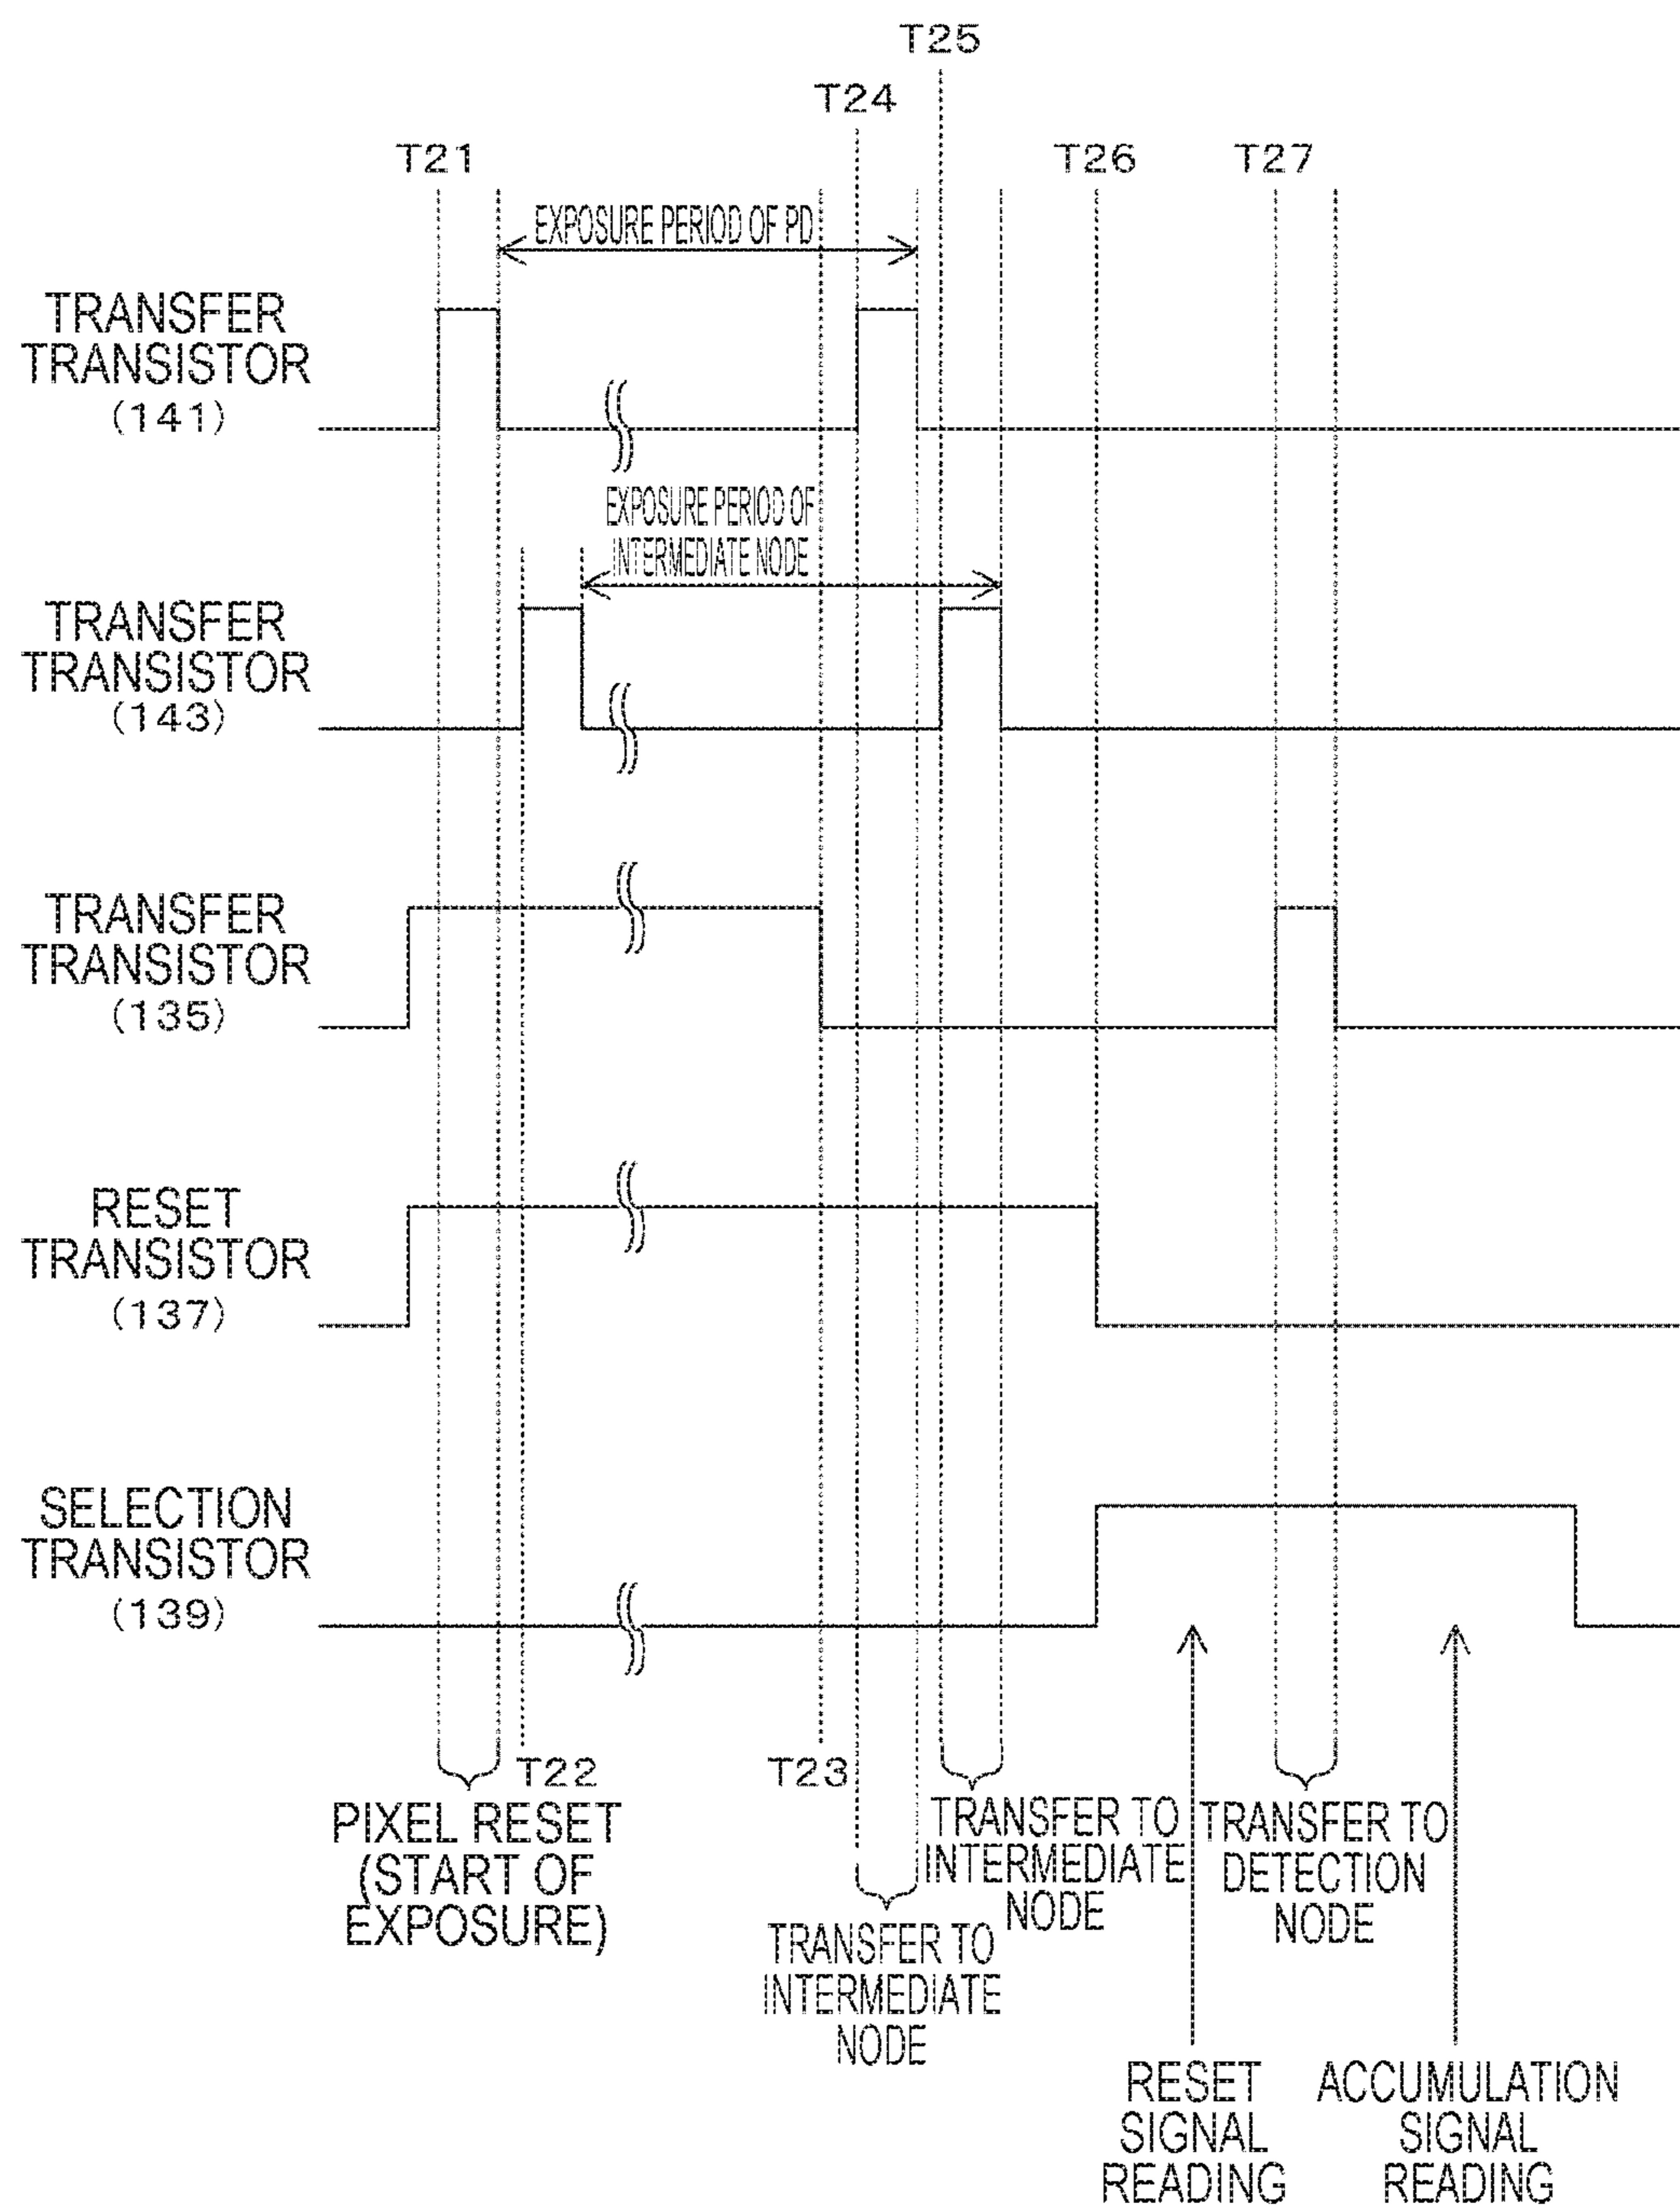 T25
T24
T21
T26
T27
EXPOSURE PERIOD OF PD
TRANSFER
TRANSISTOR
(141)
EXPOSURE PERIOD OF
INTERMEDIATE NODE
TRANSFER
TRANSISTOR
(143)
TRANSFER
TRANSISTOR
(135)
RESET
TRANSISTOR
(137)
SELECTION
TRANSISTOR
(139)
T22
T23
PIXEL RESET
(START OF
EXPOSURE)
TRANSFER TO
INTERMEDIATE
NODE
TRANSFER TO
INTERMEDIATE
NODE
TRANSFER TO
DETECTION
NODE
RESET
SIGNAL
READING
ACCUMULATION
SIGNAL
READING